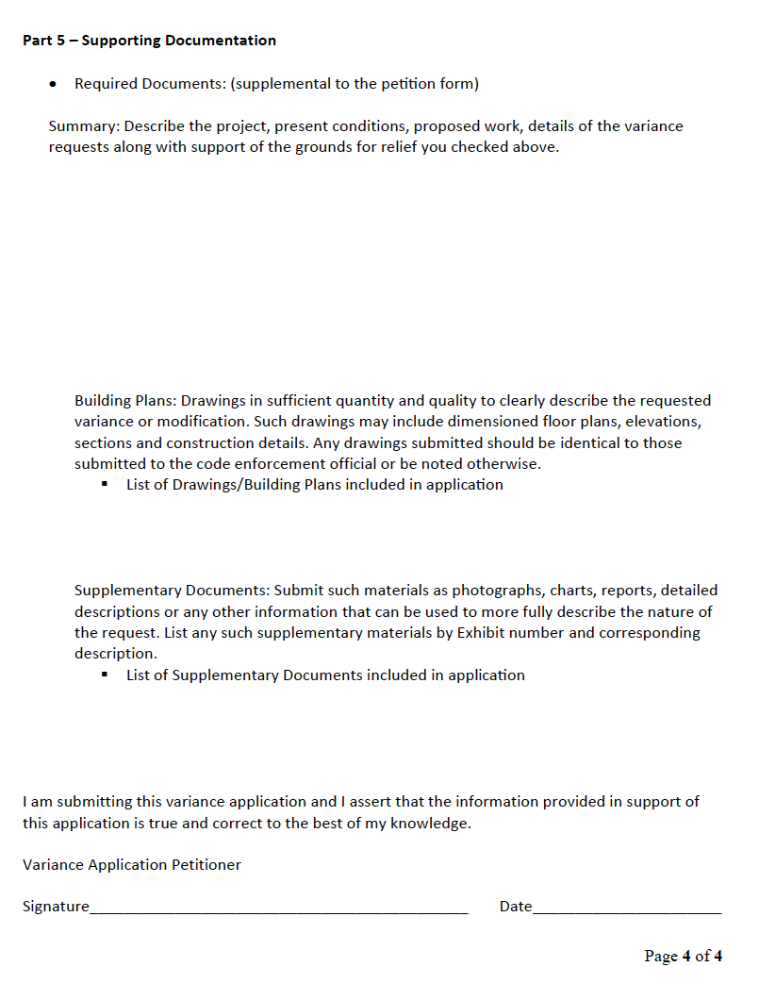 Part 5 – Supporting Documentation
• Required Documents: (supplemental to the petition form)
Summary: Describe the project, present conditions, proposed work, details of the variance
requests along with support of the grounds for relief you checked above.
Building Plans: Drawings in sufficient quantity and quality to clearly describe the requested
variance or modification. Such drawings may include dimensioned floor plans, elevations,
sections and construction details. Any drawings submitted should be identical to those
submitted to the code enforcement official or be noted otherwise.
▪ List of Drawings/Building Plans included in application
Supplementary Documents: Submit such materials as photographs, charts, reports, detailed
descriptions or any other information that can be used to more fully describe the nature of
the request. List any such supplementary materials by Exhibit number and corresponding
description.
▪ List of Supplementary Documents included in application
I am submitting this variance application and I assert that the information provided in support of
this application is true and correct to the best of my knowledge.
Variance Application Petitioner
Signature____________________ Date____________________
Page 4 of 4